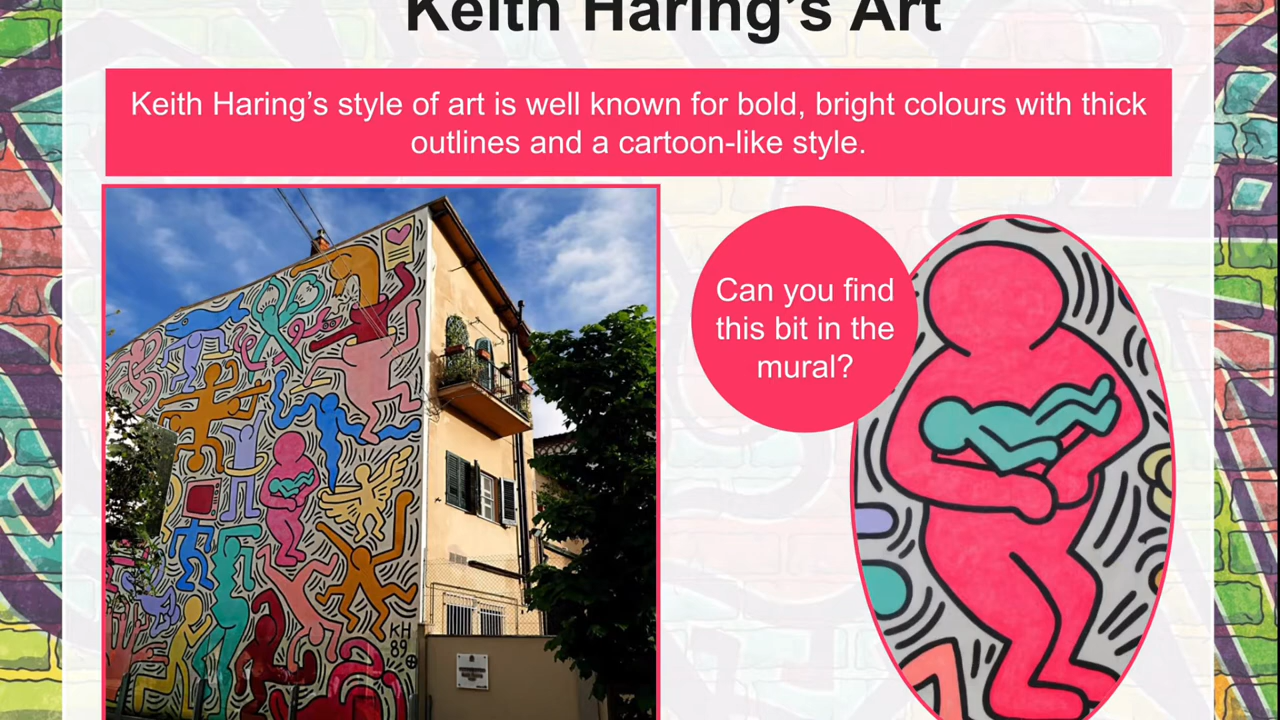 Keith Haring's Art
Keith Haring's style of art is well known for bold, bright colours with thick
outlines and a cartoon-like style.
Can you find
this bit in the
mural?
KH
89